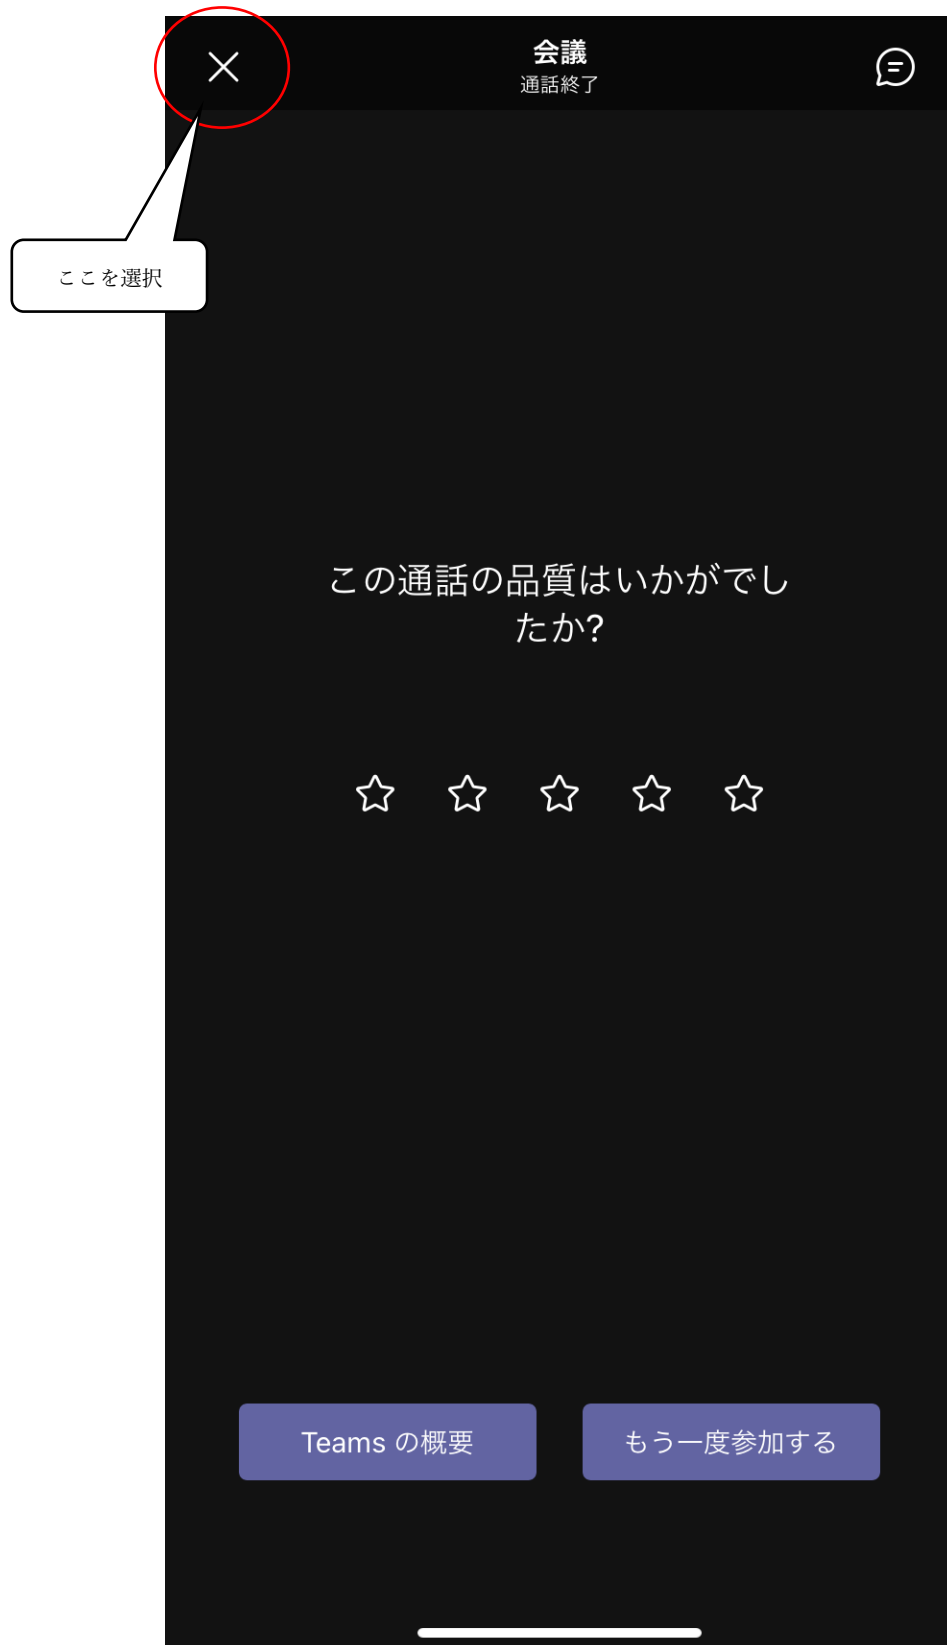 会議
通話終了
ここを選択
この通話の品質はいかがでし
たか?
Teams の概要
もう一度参加する